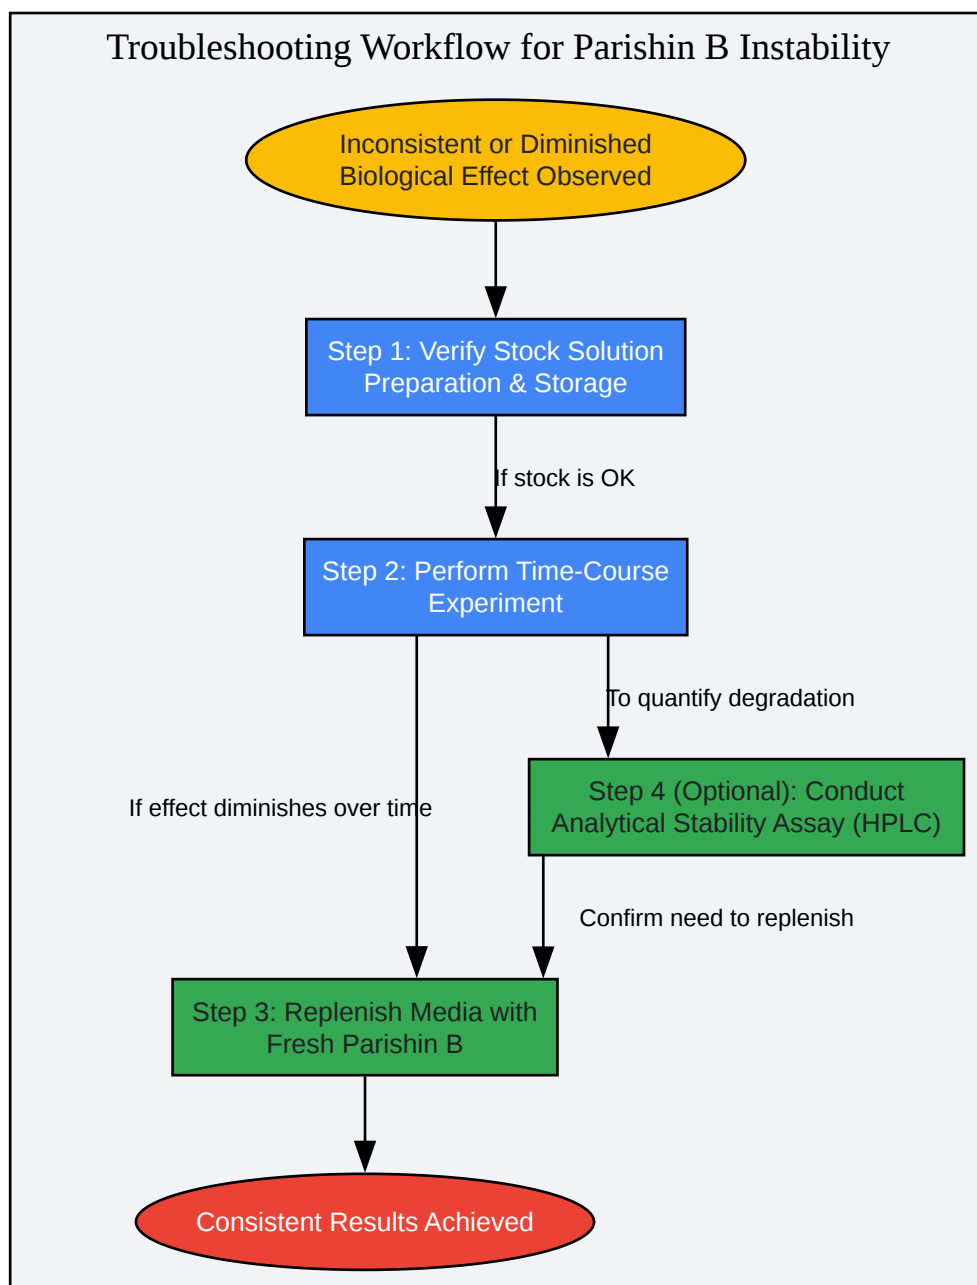 Troubleshooting Workflow for Parishin B Instability
Inconsistent or Diminished
Biological Effect Observed
Step 1: Verify Stock Solution
Preparation & Storage
If stock is OK
Step 2: Perform Time-Course
Experiment
To quantify degradation
Step 4 (Optional): Conduct
Analytical Stability Assay (HPLC)
If effect diminishes over time
Confirm need to replenish
Step 3: Replenish Media with
Fresh Parishin B
Consistent Results Achieved